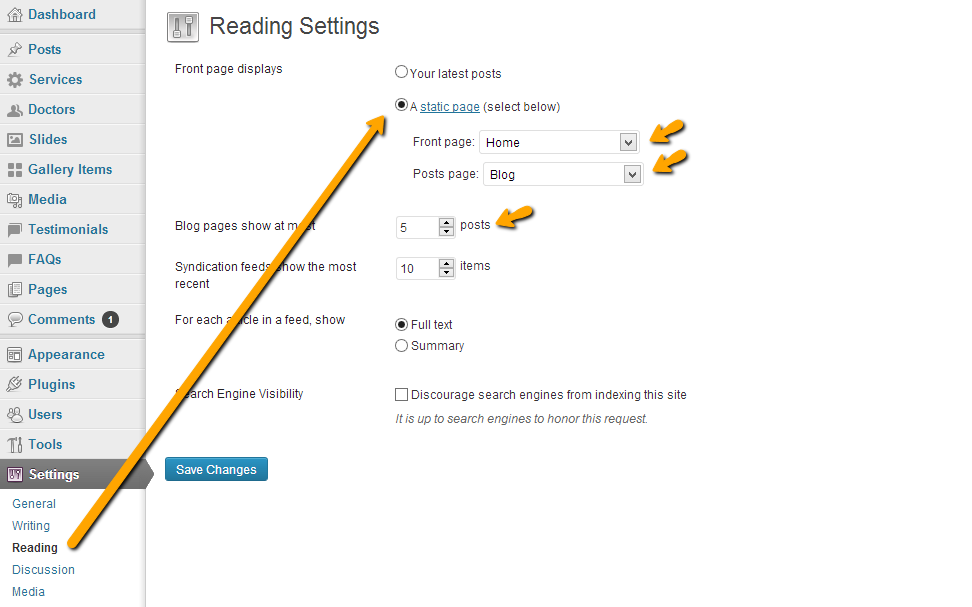 Dashboard
Posts
Services
Doctors
Slides
Gallery Items
Media
Testimonials
FAQs
Pages
Comments 1
Appearance
Plugins
Users
Tools
Settings
General
Writing
Reading
Discussion
Media
Reading Settings
Front page displays
Your latest posts
A static page (select below)
Front page: Home
Posts page: Blog
Blog pages show at most 5 posts
Syndication feeds show the most
recent
10 items
For each article in a feed, show
Full text
Summary
Search Engine Visibility
Discourage search engines from indexing this site
It is up to search engines to honor this request.
Save Changes